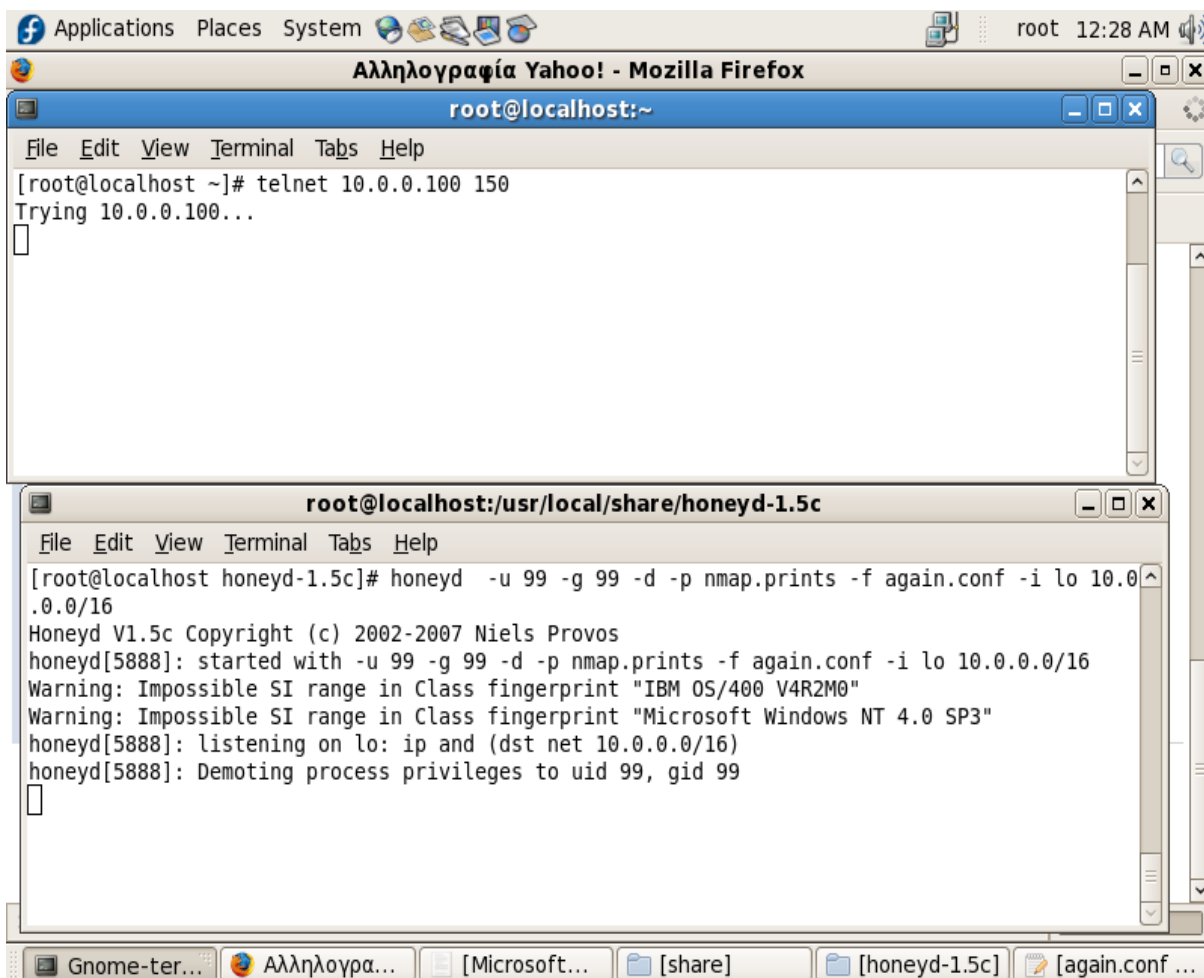 Applications Places System root 12:28 AM
Αλληλογραφία Yahoo! - Mozilla Firefox
root@localhost:~
File Edit View Terminal Tabs Help
[root@localhost ~]# telnet 10.0.0.100 150
Trying 10.0.0.100...
root@localhost:/usr/local/share/honeyd-1.5c
File Edit View Terminal Tabs Help
[root@localhost honeyd-1.5c]# honeyd  -u 99 -g 99 -d -p nmap.prints -f again.conf -i lo 10.0
.0.0/16
Honeyd V1.5c Copyright (c) 2002-2007 Niels Provos
honeyd[5888]: started with -u 99 -g 99 -d -p nmap.prints -f again.conf -i lo 10.0.0.0/16
Warning: Impossible SI range in Class fingerprint "IBM OS/400 V4R2M0"
Warning: Impossible SI range in Class fingerprint "Microsoft Windows NT 4.0 SP3"
honeyd[5888]: listening on lo: ip and (dst net 10.0.0.0/16)
honeyd[5888]: Demoting process privileges to uid 99, gid 99
Gnome-ter... Αλληλογρα... [Microsoft... [share] [honeyd-1.5c] [again.conf ...